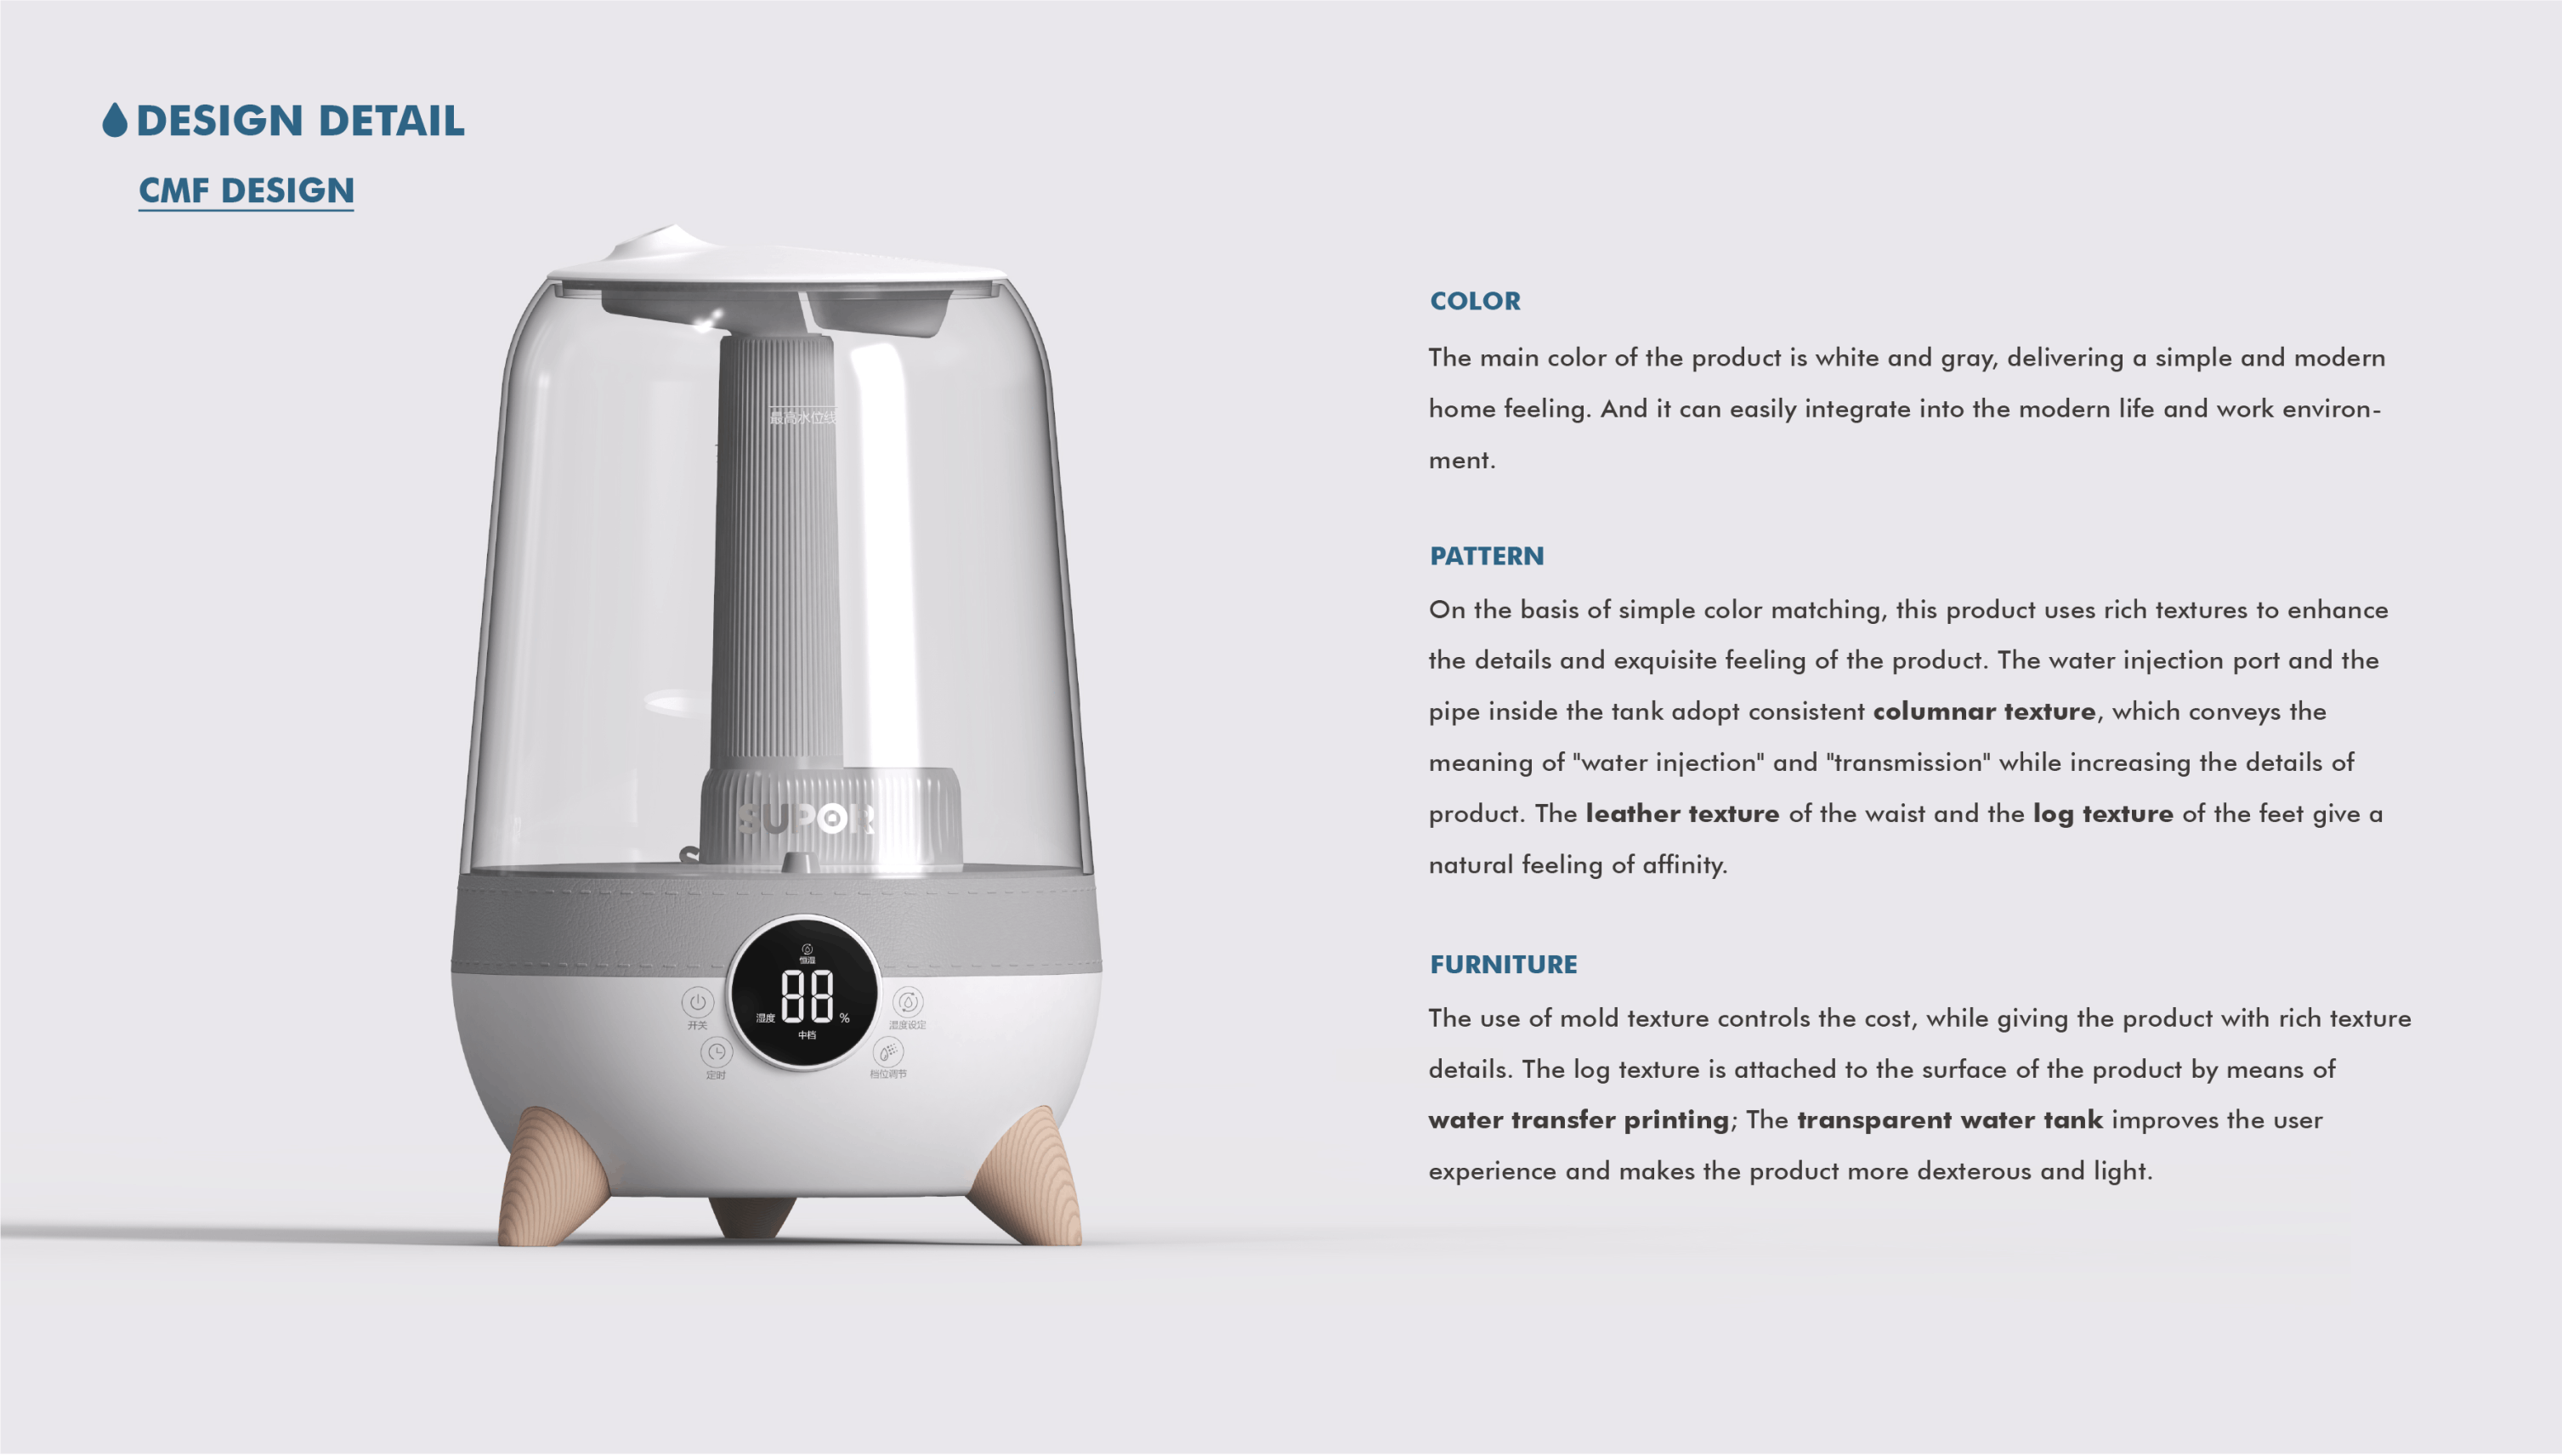 DESIGN DETAIL
CMF DESIGN
最高水位线
SUPOR
恒湿
88
湿度
%
中档
开关
定时
湿度设定
档位调节
COLOR
The main color of the product is white and gray, delivering a simple and modern
home feeling. And it can easily integrate into the modern life and work environ-
ment.
PATTERN
On the basis of simple color matching, this product uses rich textures to enhance
the details and exquisite feeling of the product. The water injection port and the
pipe inside the tank adopt consistent columnar texture, which conveys the
meaning of "water injection" and "transmission" while increasing the details of
product. The leather texture of the waist and the log texture of the feet give a
natural feeling of affinity.
FURNITURE
The use of mold texture controls the cost, while giving the product with rich texture
details. The log texture is attached to the surface of the product by means of
water transfer printing; The transparent water tank improves the user
experience and makes the product more dexterous and light.